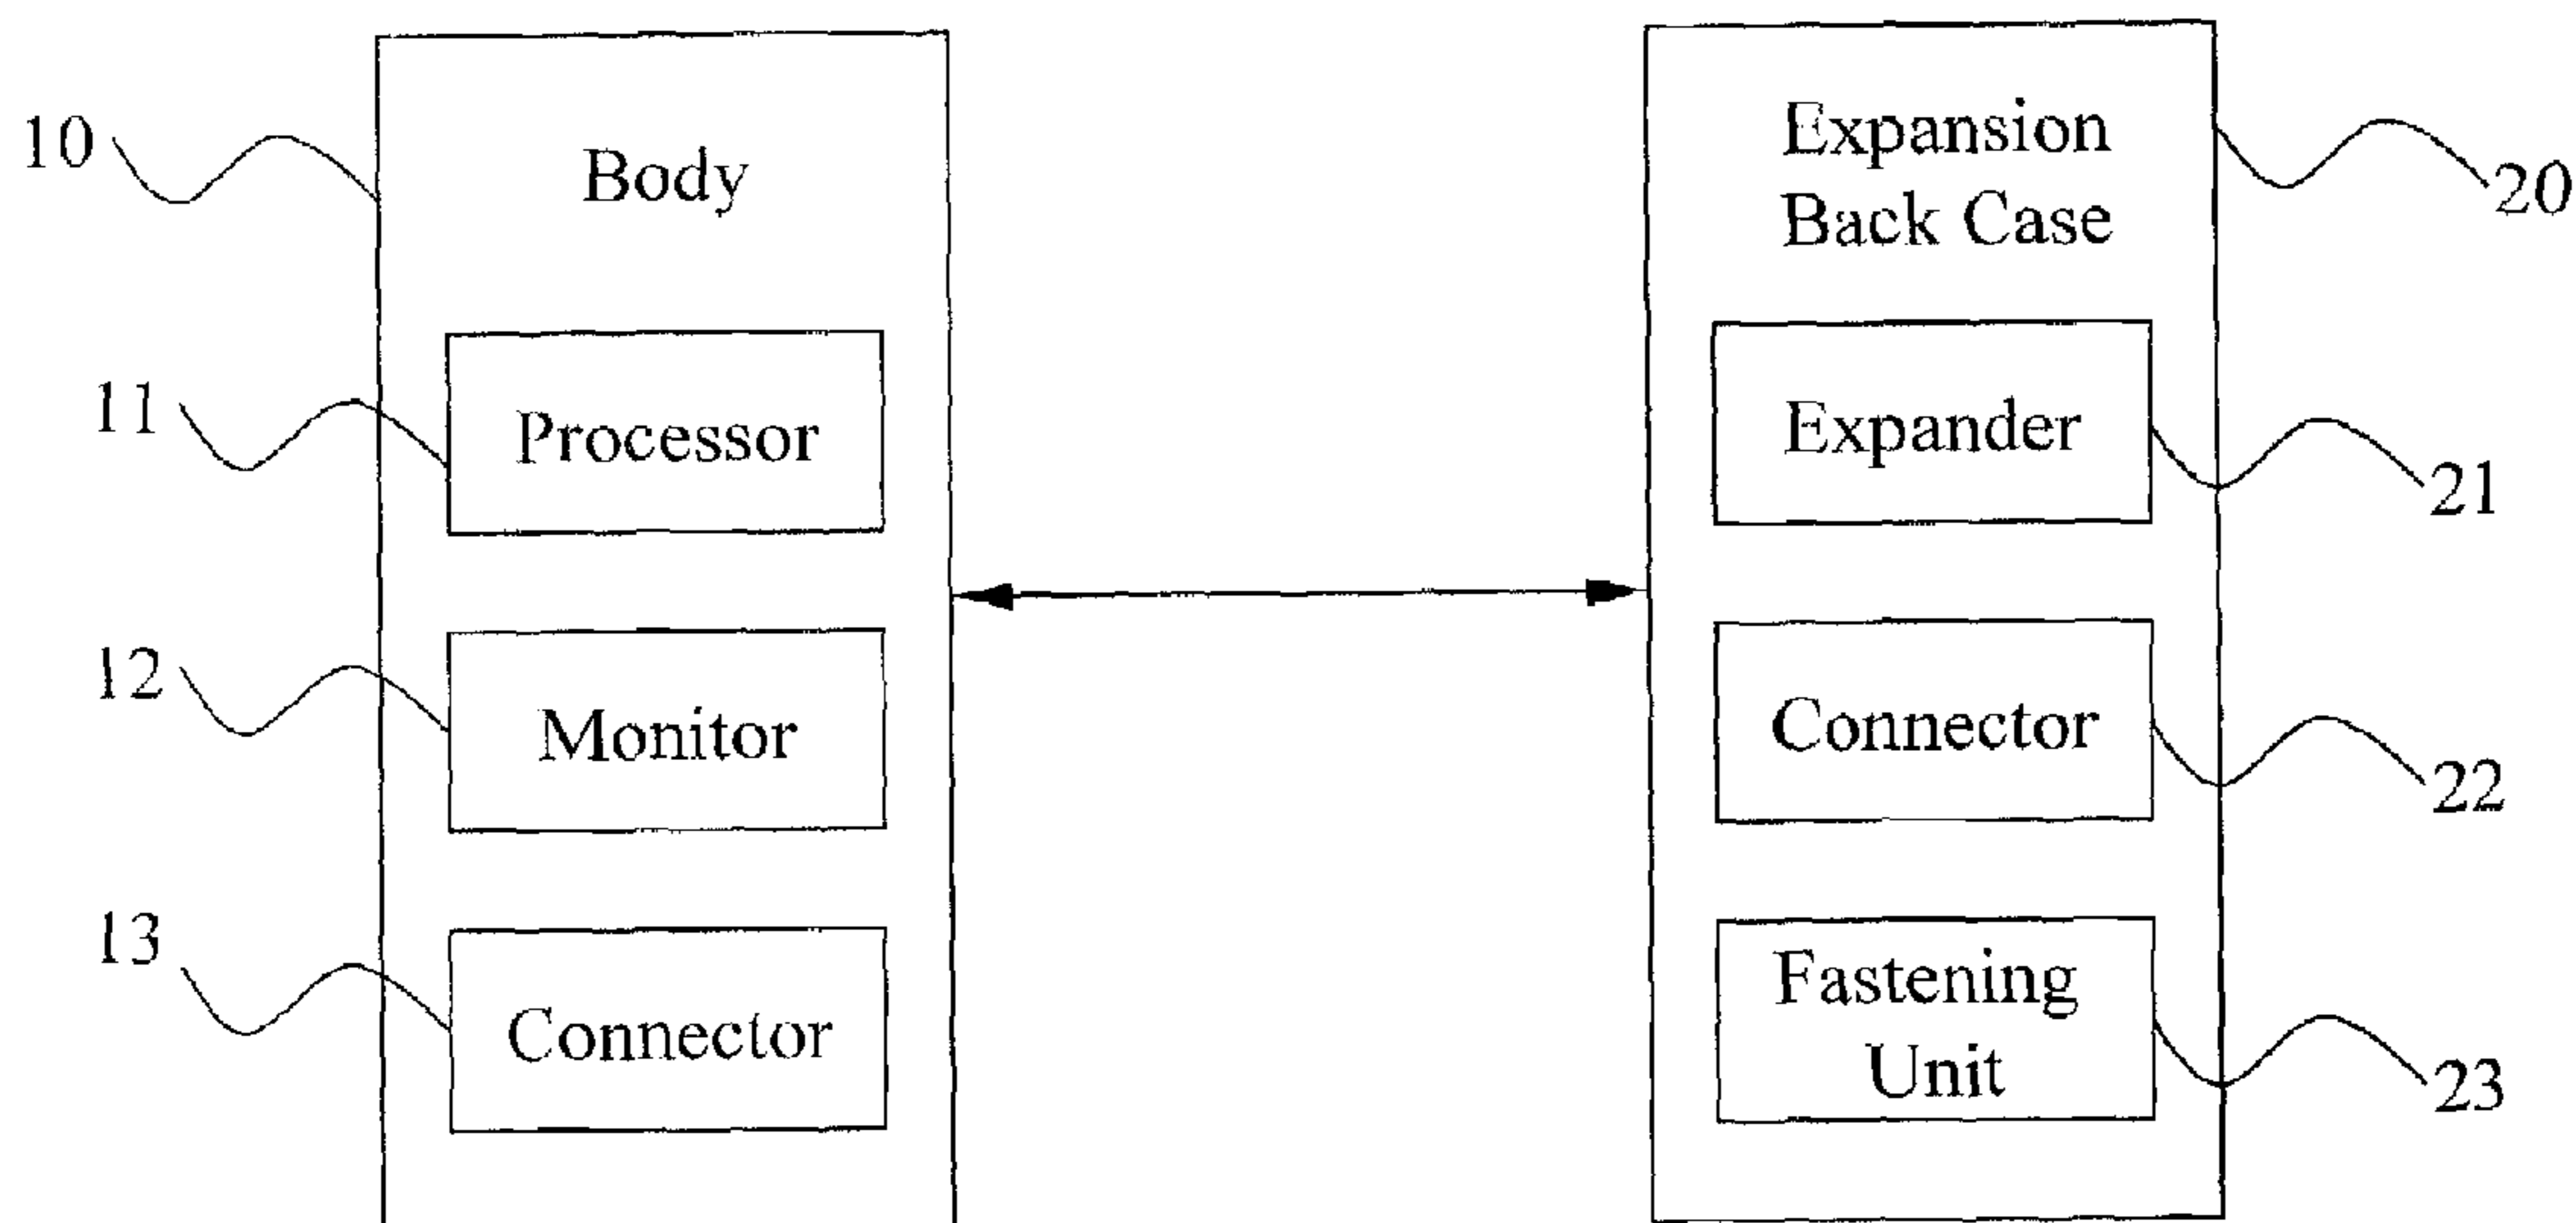 10
Body
11
Processor
12
Monitor
13
Connector
Expansion
Back Case
20
Expander
21
Connector
22
Fastening
Unit
23